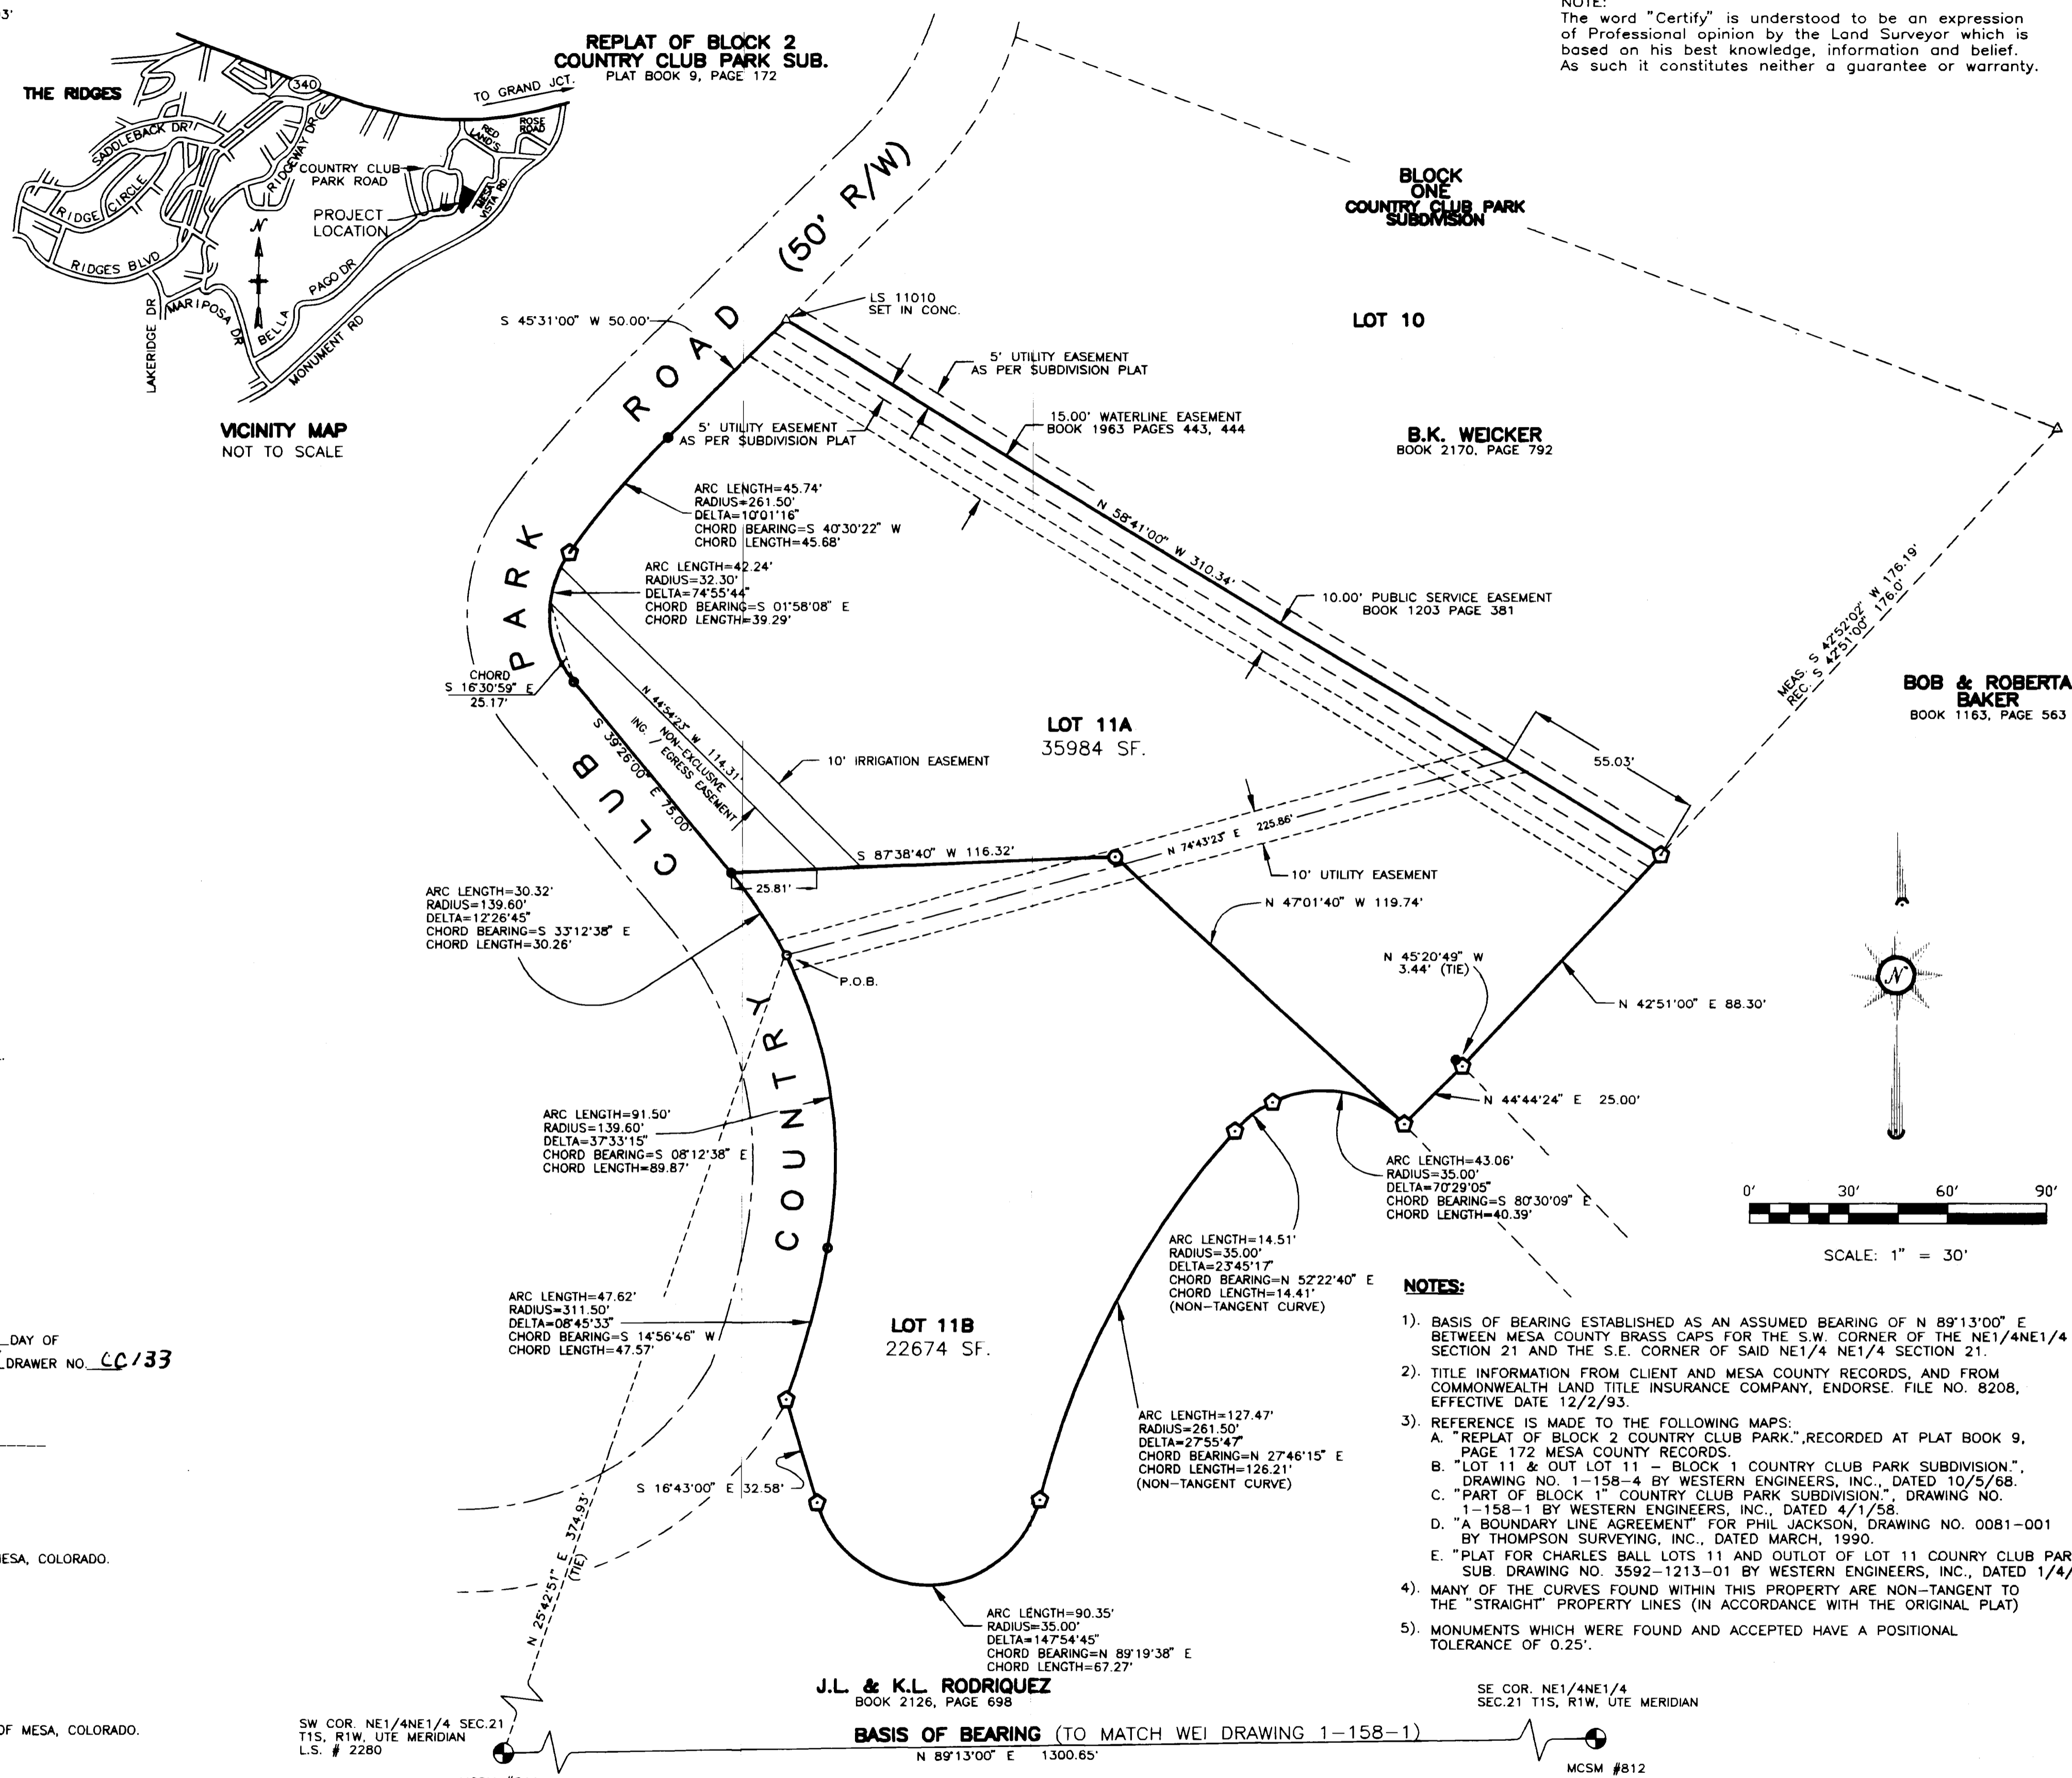 03'
REPLAT OF BLOCK 2
COUNTRY CLUB PARK SUB.
PLAT BOOK 9, PAGE 172
NOTE:
The word "Certify" is understood to be an expression
of Professional opinion by the Land Surveyor which is
based on his best knowledge, information and belief.
As such it constitutes neither a guarantee or warranty.
THE RIDGES
340
TO GRAND JCT.
SADDLEBACK DR
RIDGEWAY DR
RED
LAND'S
ROSE
ROAD
COUNTRY CLUB
PARK ROAD
RIDGE CIRCLE
MESA
VISTA RD.
PROJECT
LOCATION
N
RIDGES BLVD
PAGO DR
BELLA
MARIPOSA DR
LAKERIDGE DR
MONUMENT RD
VICINITY MAP
NOT TO SCALE
COUNTRY CLUB PARK ROAD (50' R/W)
BLOCK
ONE
COUNTRY CLUB PARK
SUBDIVISION
LOT 10
B.K. WEICKER
BOOK 2170, PAGE 792
LS 11010
SET IN CONC.
S 45°31'00" W 50.00'
5' UTILITY EASEMENT
AS PER SUBDIVISION PLAT
15.00' WATERLINE EASEMENT
BOOK 1963 PAGES 443, 444
5' UTILITY EASEMENT
AS PER SUBDIVISION PLAT
ARC LENGTH=45.74'
RADIUS=261.50'
DELTA=10°01'16"
CHORD BEARING=S 40°30'22" W
CHORD LENGTH=45.68'
N 58°41'00" W 310.34'
ARC LENGTH=42.24'
RADIUS=32.30'
DELTA=74°55'44"
CHORD BEARING=S 01°58'08" E
CHORD LENGTH=39.29'
10.00' PUBLIC SERVICE EASEMENT
BOOK 1203 PAGE 381
MEAS. S 42°52'02" W 176.19'
REC. S 42°51'00" 176.0'
CHORD
S 16°30'59" E
25.17'
BOB & ROBERTA
BAKER
BOOK 1163, PAGE 563
N 44°54'23" W 114.31'
NON-EXCLUSIVE
ING. / EGRESS EASEMENT
S 39°26'00" E 75.00'
LOT 11A
35984 SF.
10' IRRIGATION EASEMENT
55.03'
S 87°38'40" W 116.32'
N 74°43'23" E 225.86'
25.81'
10' UTILITY EASEMENT
ARC LENGTH=30.32'
RADIUS=139.60'
DELTA=12°26'45"
CHORD BEARING=S 33°12'38" E
CHORD LENGTH=30.26'
N 47°01'40" W 119.74'
N 45°20'49" W
3.44' (TIE)
P.O.B.
N 42°51'00" E 88.30'
N
N 44°44'24" E 25.00'
ARC LENGTH=91.50'
RADIUS=139.60'
DELTA=37°33'15"
CHORD BEARING=S 08°12'38" E
CHORD LENGTH=89.87'
ARC LENGTH=43.06'
RADIUS=35.00'
DELTA=70°29'05"
CHORD BEARING=S 80°30'09" E
CHORD LENGTH=40.39'
0' 30' 60' 90'
SCALE: 1" = 30'
ARC LENGTH=14.51'
RADIUS=35.00'
DELTA=23°45'17"
CHORD BEARING=N 52°22'40" E
CHORD LENGTH=14.41'
(NON-TANGENT CURVE)
ARC LENGTH=47.62'
RADIUS=311.50'
DELTA=08°45'33"
CHORD BEARING=S 14°56'46" W
CHORD LENGTH=47.57'
LOT 11B
22674 SF.
DAY OF
DRAWER NO. CC133
ARC LENGTH=127.47'
RADIUS=261.50'
DELTA=27°55'47"
CHORD BEARING=N 27°46'15" E
CHORD LENGTH=126.21'
(NON-TANGENT CURVE)
S 16°43'00" E 32.58'
N 25°42'51" E 374.93'
(TIE)
ARC LENGTH=90.35'
RADIUS=35.00'
DELTA=147°54'45"
CHORD BEARING=N 89°19'38" E
CHORD LENGTH=67.27'
MESA, COLORADO.
OF MESA, COLORADO.
NOTES:
1). BASIS OF BEARING ESTABLISHED AS AN ASSUMED BEARING OF N 89°13'00" E
BETWEEN MESA COUNTY BRASS CAPS FOR THE S.W. CORNER OF THE NE1/4NE1/4
SECTION 21 AND THE S.E. CORNER OF SAID NE1/4 NE1/4 SECTION 21.
2). TITLE INFORMATION FROM CLIENT AND MESA COUNTY RECORDS, AND FROM
COMMONWEALTH LAND TITLE INSURANCE COMPANY, ENDORSE. FILE NO. 8208,
EFFECTIVE DATE 12/2/93.
3). REFERENCE IS MADE TO THE FOLLOWING MAPS:
A. "REPLAT OF BLOCK 2 COUNTRY CLUB PARK.",RECORDED AT PLAT BOOK 9,
PAGE 172 MESA COUNTY RECORDS.
B. "LOT 11 & OUT LOT 11 - BLOCK 1 COUNTRY CLUB PARK SUBDIVISION.",
DRAWING NO. 1-158-4 BY WESTERN ENGINEERS, INC., DATED 10/5/68.
C. "PART OF BLOCK 1" COUNTRY CLUB PARK SUBDIVISION.", DRAWING NO.
1-158-1 BY WESTERN ENGINEERS, INC., DATED 4/1/58.
D. "A BOUNDARY LINE AGREEMENT" FOR PHIL JACKSON, DRAWING NO. 0081-001
BY THOMPSON SURVEYING, INC., DATED MARCH, 1990.
E. "PLAT FOR CHARLES BALL LOTS 11 AND OUTLOT OF LOT 11 COUNRY CLUB PAR
SUB. DRAWING NO. 3592-1213-01 BY WESTERN ENGINEERS, INC., DATED 1/4/
4). MANY OF THE CURVES FOUND WITHIN THIS PROPERTY ARE NON-TANGENT TO
THE "STRAIGHT" PROPERTY LINES (IN ACCORDANCE WITH THE ORIGINAL PLAT)
5). MONUMENTS WHICH WERE FOUND AND ACCEPTED HAVE A POSITIONAL
TOLERANCE OF 0.25'.
J.L. & K.L. RODRIQUEZ
BOOK 2126, PAGE 698
SE COR. NE1/4NE1/4
SEC.21 T1S, R1W, UTE MERIDIAN
SW COR. NE1/4NE1/4 SEC.21
T1S, R1W, UTE MERIDIAN
L.S. # 2280
BASIS OF BEARING (TO MATCH WEI DRAWING 1-158-1)
N 89°13'00" E 1300.65'
MCSM #812